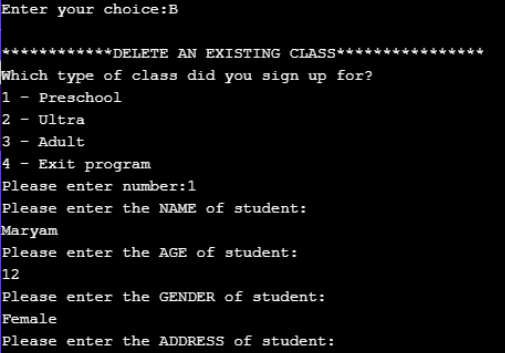 Enter your choice:B
************DELETE AN EXISTING CLASS****************
Which type of class did you sign up for?
1 - Preschool
2 - Ultra
3 - Adult
4 - Exit program
Please enter number:1
Please enter the NAME of student:
Maryam
Please enter the AGE of student:
12
Please enter the GENDER of student:
Female
Please enter the ADDRESS of student: